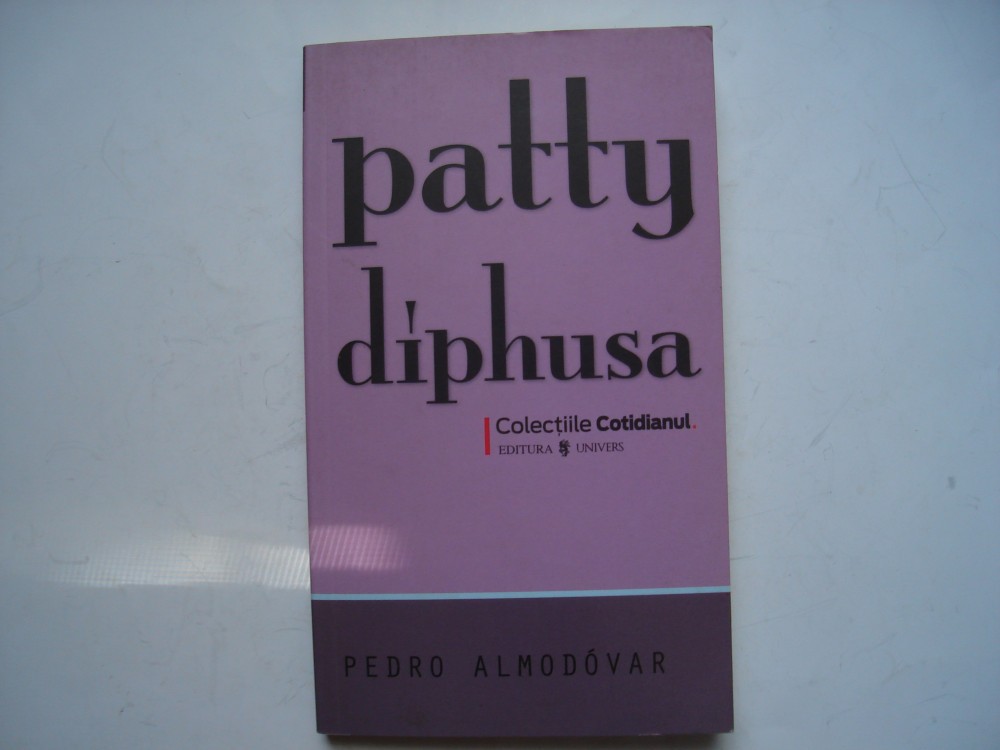 patty
diphusa
Colecțiile Cotidianul.
EDITURA UNIVERS
PEDRO ALMODÓVAR